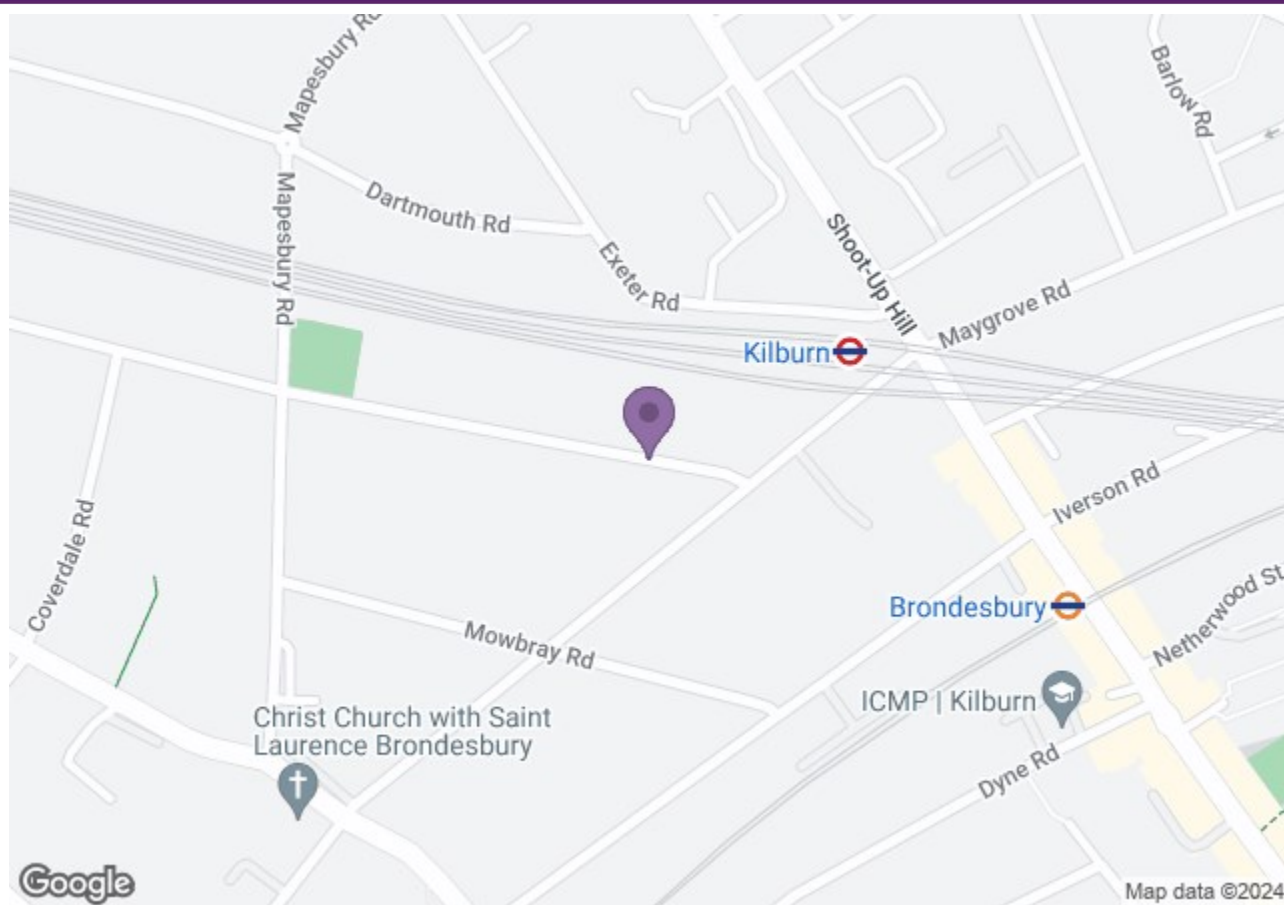 Mapesbury Rd
Barlow Rd
Mapesbury Rd
Dartmouth Rd
Shoot-Up Hill
Exeter Rd
Maygrove Rd
Kilburn
Iverson Rd
Coverdale Rd
Brondesbury
Netherwood St
Mowbray Rd
ICMP | Kilburn
Christ Church with Saint
Laurence Brondesbury
Dyne Rd
Google
Map data ©2024